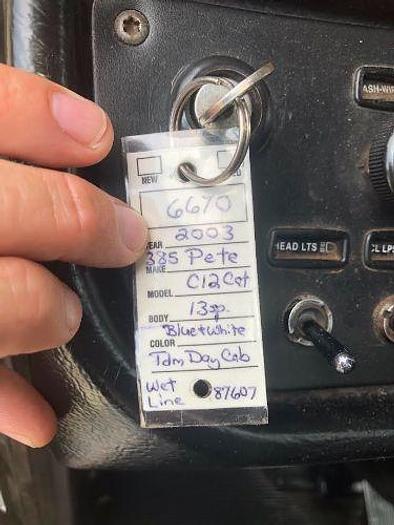 ASH-WIP
NEW
6670
YEAR 2003
385 Pete
MAKE
C12 Cat
MODEL
13sp.
BODY
Blue + White
COLOR
Tdm Day Cab
Wet Line 87607
HEAD LTS
CL LPS